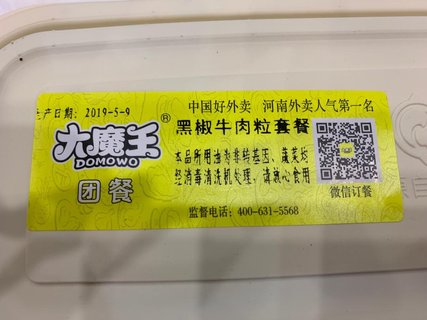 中国好外卖 河南外卖人气第一名
生产日期：2019-5-9
大魔王®
DOMOWO
团餐
黑椒牛肉粒套餐
本品所用油为非转基因、蔬菜均
经消毒清洗机处理，请放心食用
监督电话：400-631-5568
微信订餐